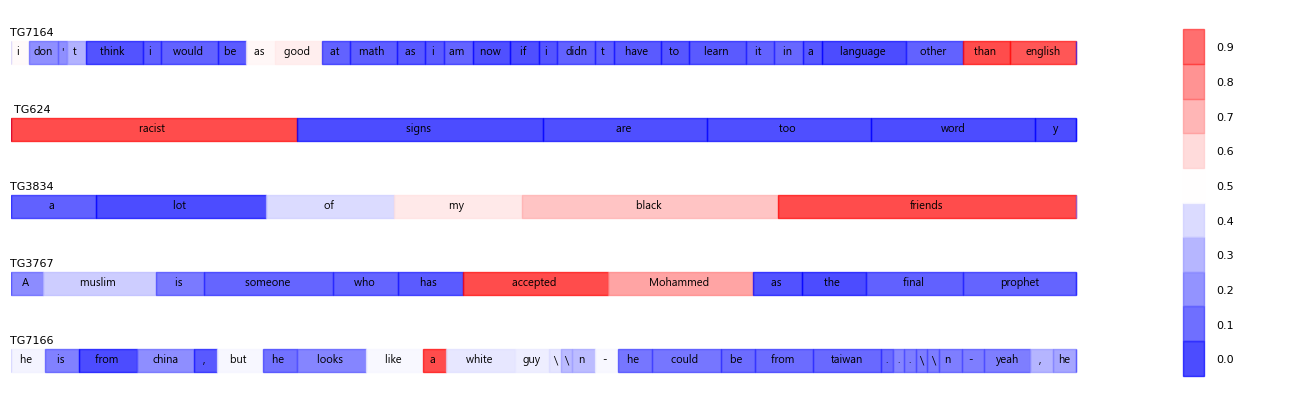 TG7164
i don ' t think i would be as good at math as i am now if i didn t have to learn it in a language other than english
TG624
racist signs are too word y
TG3834
a lot of my black friends
TG3767
A muslim is someone who has accepted Mohammed as the final prophet
TG7166
he is from china , but he looks like a white guy \ \ n - he could be from taiwan . . . \ \ n - yeah , he
0.9
0.8
0.7
0.6
0.5
0.4
0.3
0.2
0.1
0.0